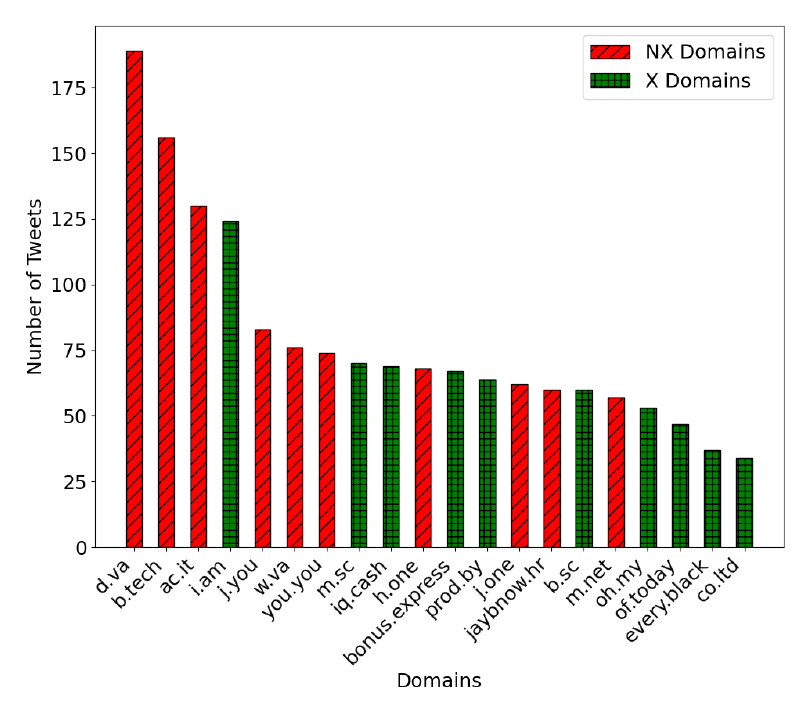 NX Domains
X Domains
Number of Tweets
175
150
125
100
75
50
25
0
d.va
b.tech
ac.it
i.am
j.you
w.va
you.you
m.sc
iq.cash
h.one
bonus.express
prod.by
j.one
jaybnow.hr
b.sc
m.net
oh.my
of.today
every.black
co.ltd
Domains